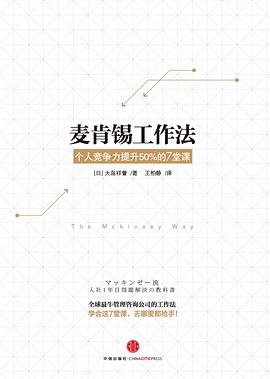 麦肯锡工作法
个人竞争力提升50%的7堂课
[日] 大岛祥誉 / 著 王柏静 / 译
The Mckinsey Way
マッキンゼー流
入社1年目問題解決の教科書
全球最牛管理咨询公司的工作法
学会这7堂课，去哪里都抢手！
中信出版社·CHINACITICPRESS